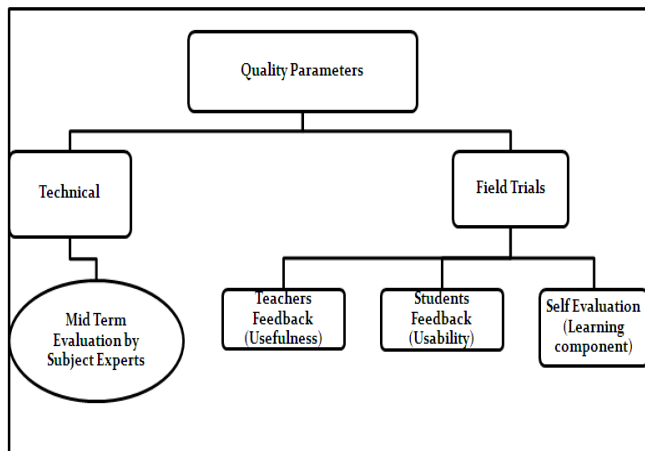 Quality Parameters
Technical
Field Trials
Mid Term
Evaluation by
Subject Experts
Teachers
Feedback
(Usefulness)
Students
Feedback
(Usability)
Self Evaluation
(Learning
component)